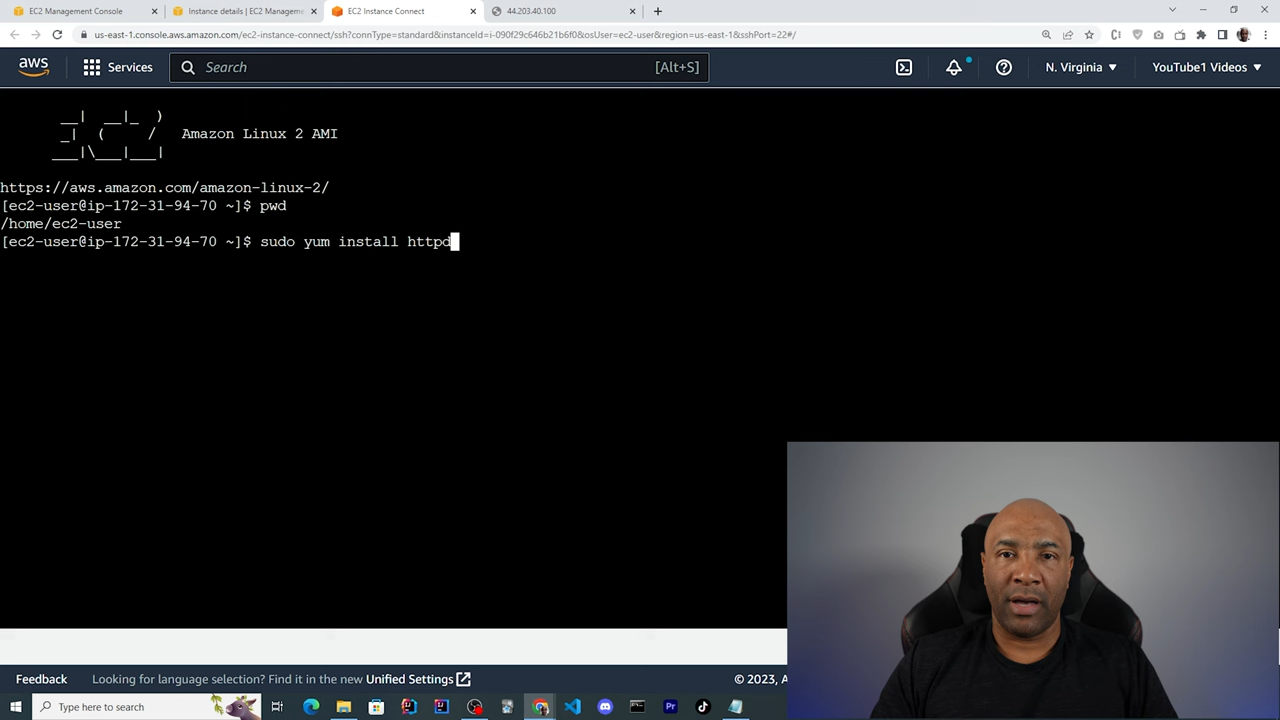 EC2 Management Console
Instance details | EC2 Manageme
EC2 Instance Connect
44.203.40.100
us-east-1.console.aws.amazon.com/ec2-instance-connect/ssh?connType=standard&instanceId=i-090f29c646b21b6f0&osUser=ec2-user&region=us-east-1&sshPort=22#/
aws
Services
Search
[Alt+S]
N. Virginia
YouTube1 Videos
__|  __|_  )
_|  (     /   Amazon Linux 2 AMI
___|\___|___|
https://aws.amazon.com/amazon-linux-2/
[ec2-user@ip-172-31-94-70 ~]$ pwd
/home/ec2-user
[ec2-user@ip-172-31-94-70 ~]$ sudo yum install httpd
Feedback
Looking for language selection? Find it in the new Unified Settings
© 2023, A
Type here to search